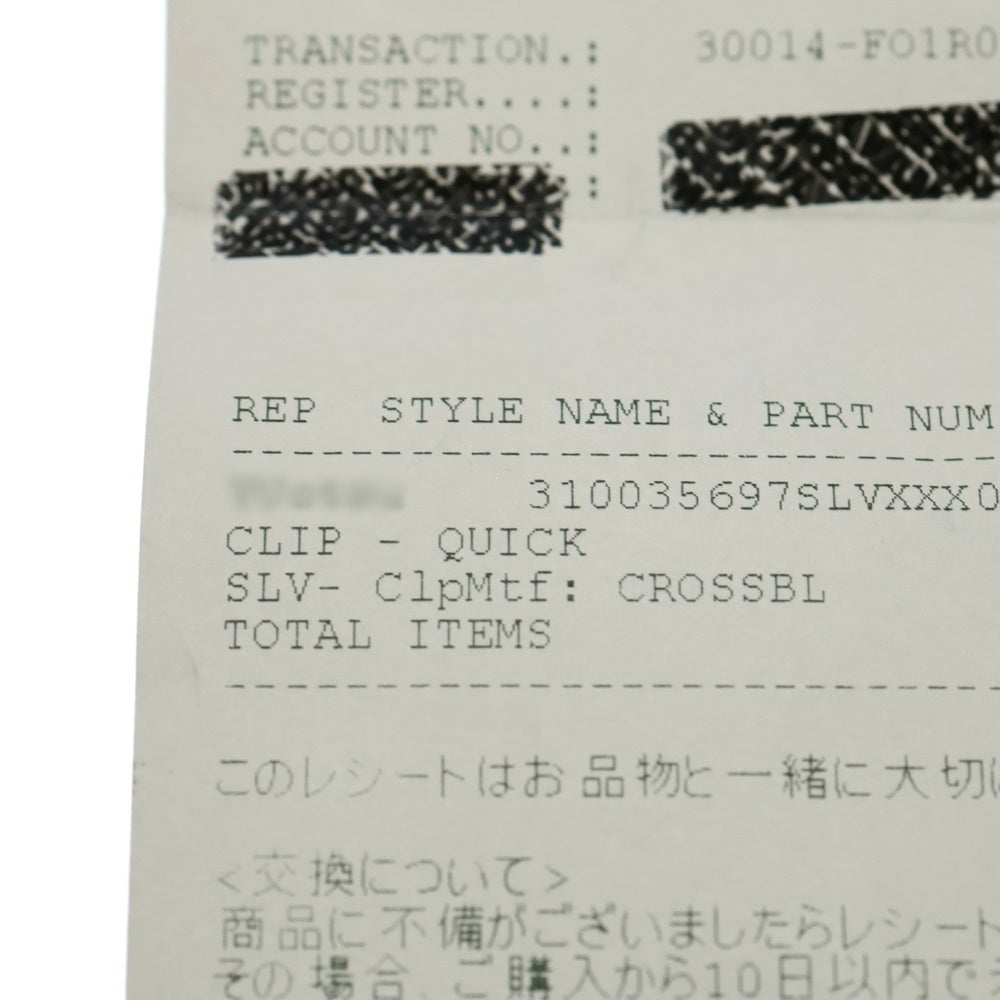 TRANSACTION.: 30014-F01R0
REGISTER....:
ACCOUNT NO..:
:
REP STYLE NAME & PART NUM
310035697SLVXXX0
CLIP - QUICK
SLV- ClpMtf: CROSSBL
TOTAL ITEMS
このレシートはお品物と一緒に大切に
<交換について>
商品に不備がございましたらレシート
その場合、ご購入から10日以内で